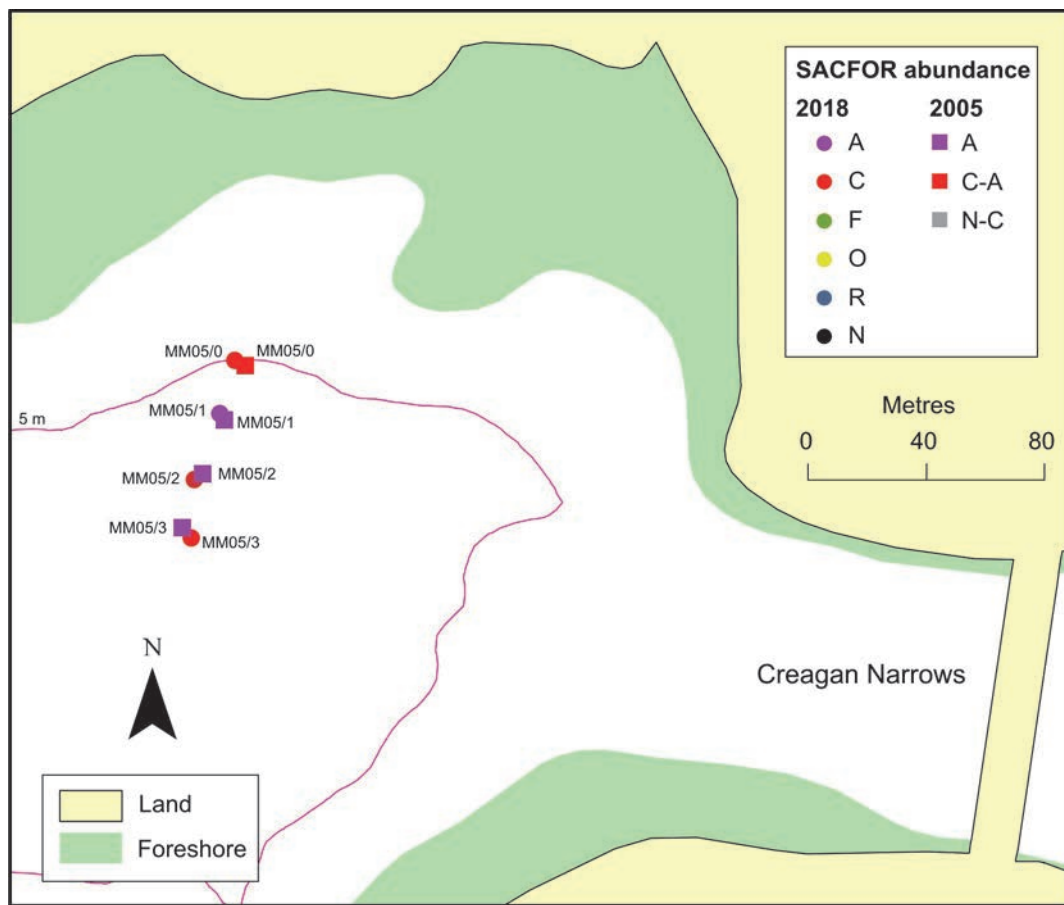 SACFOR abundance
2018 2005
A A
C C-A
F N-C
O
R
N
MM05/0 MM05/0
5 m
MM05/1
MM05/1
MM05/2 MM05/2
MM05/3
MM05/3
Metres
0 40 80
N
Creagan Narrows
Land
Foreshore